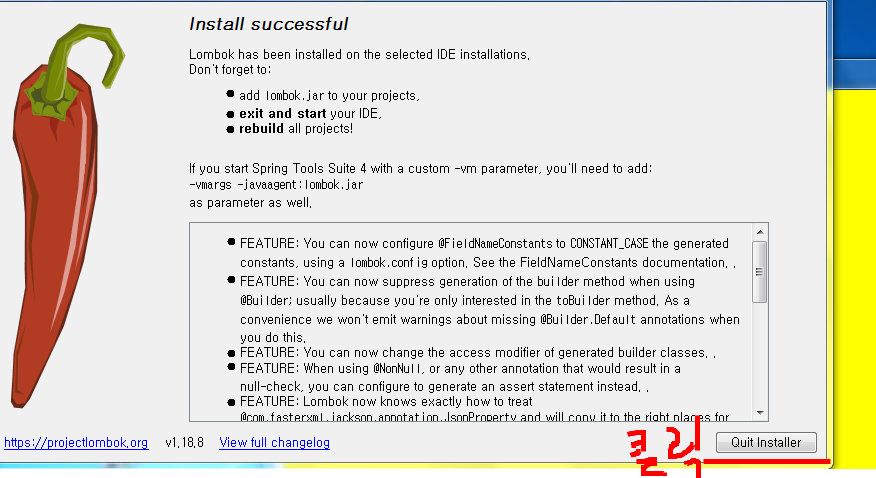 Install successful
Lombok has been installed on the selected IDE installations.
Don't forget to:
● add lombok.jar to your projects,
● exit and start your IDE,
● rebuild all projects!
If you start Spring Tools Suite 4 with a custom -vm parameter, you'll need to add:
-vmargs -javaagent:lombok.jar
as parameter as well.
● FEATURE: You can now configure @FieldNameConstants to CONSTANT_CASE the generated
constants, using a lombok.config option. See the FieldNameConstants documentation. .
● FEATURE: You can now suppress generation of the builder method when using
@Builder; usually because you're only interested in the toBuilder method. As a
convenience we won't emit warnings about missing @Builder.Default annotations when
you do this.
● FEATURE: You can now change the access modifier of generated builder classes. .
● FEATURE: When using @NonNull, or any other annotation that would result in a
null-check, you can configure to generate an assert statement instead. .
● FEATURE: Lombok now knows exactly how to treat
@com.fasterxml.jackson.annotation.JsonProperty and will copy it to the right places for
https://projectlombok.org v1.18.8 View full changelog 클릭 Quit Installer